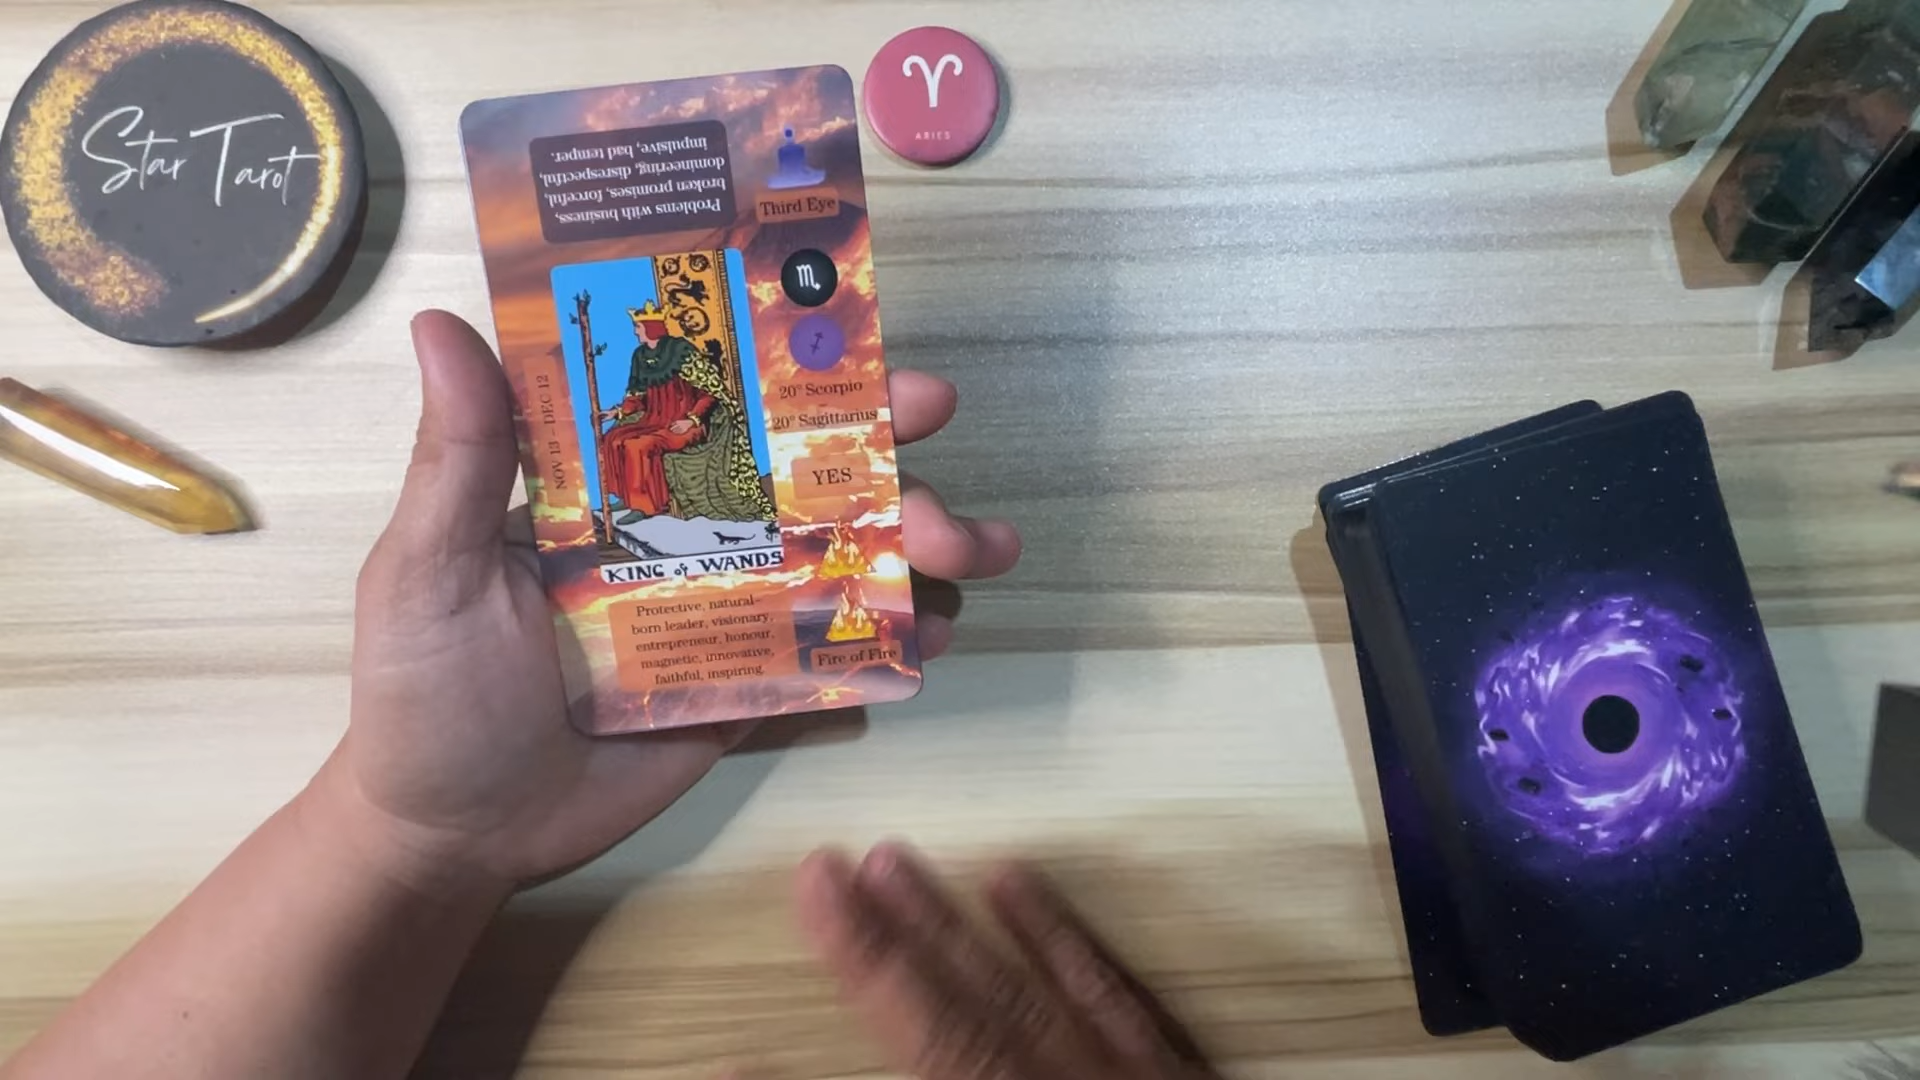 Star Tarot
ARIES
Problems with business,
broken promises, forceful,
domineering, disrespectful,
impulsive, bad temper.
Third Eye
♏
♐
20° Scorpio
20° Sagittarius
YES
NOV 13 - DEC 12
KING of WANDS
Protective, natural-
born leader, visionary,
entrepreneur, honour,
magnetic, innovative,
faithful, inspiring.
Fire of Fire